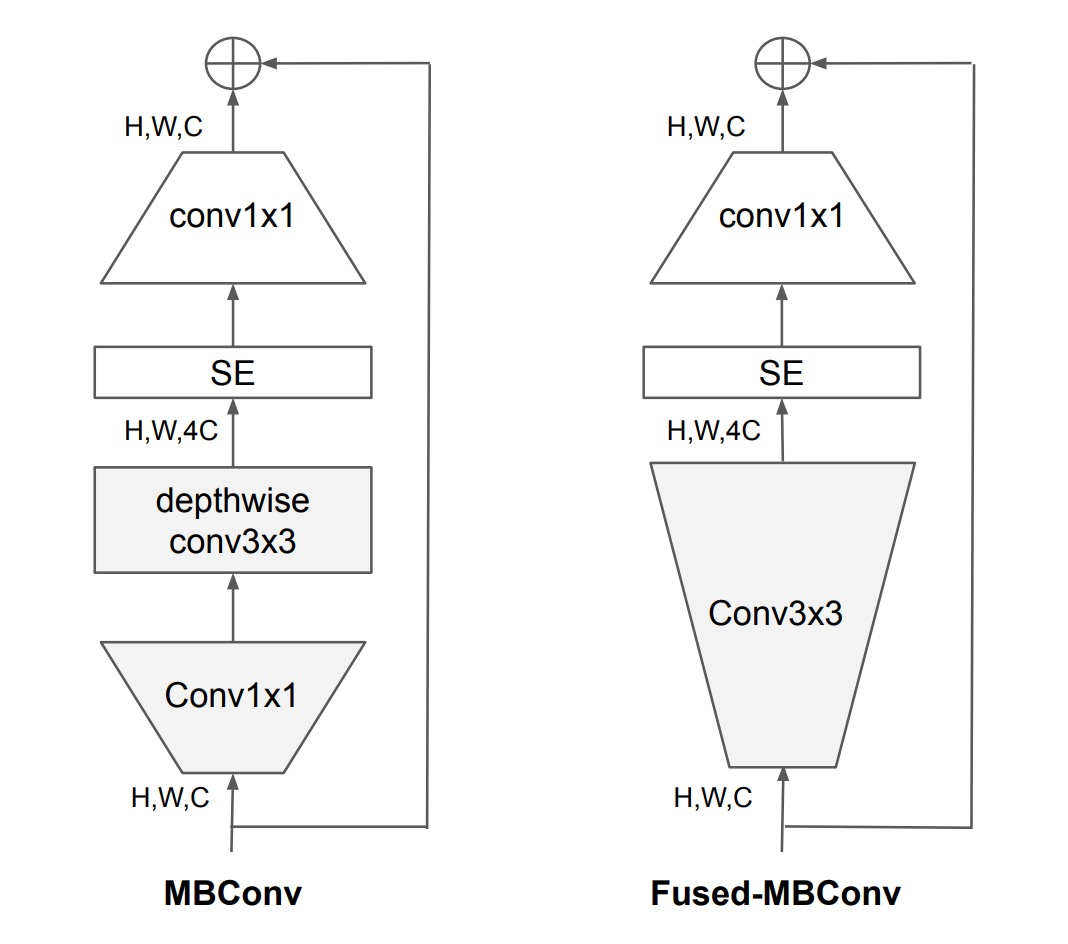 H,W,C
conv1x1
SE
H,W,4C
depthwise
conv3x3
Conv1x1
H,W,C
MBConv
H,W,C
conv1x1
SE
H,W,4C
Conv3x3
H,W,C
Fused-MBConv